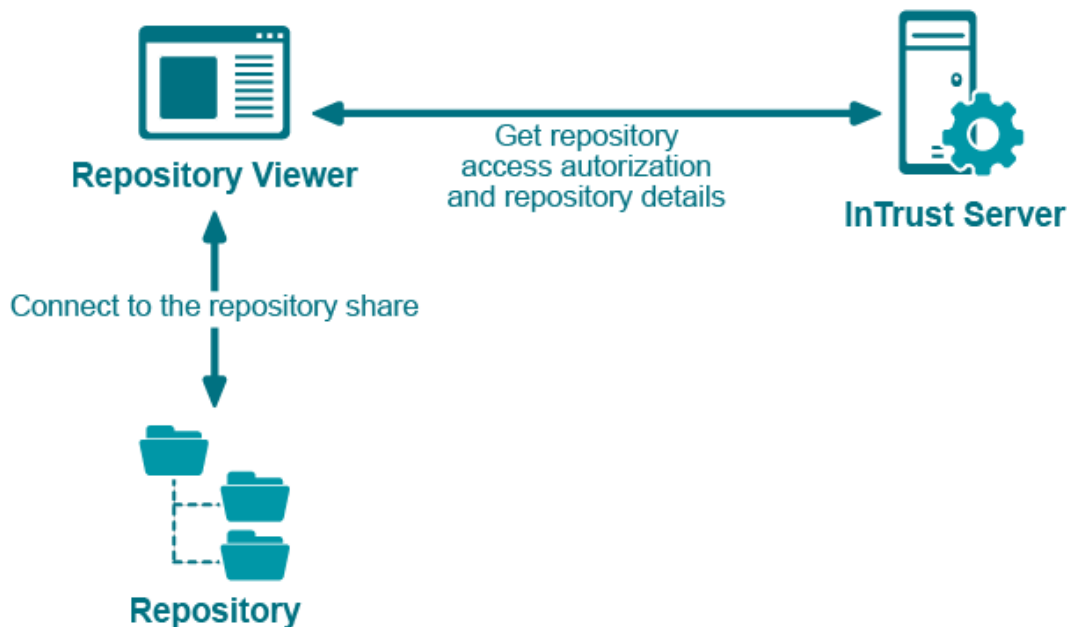 Get repository
access autorization
and repository details
Repository Viewer
InTrust Server
Connect to the repository share
Repository